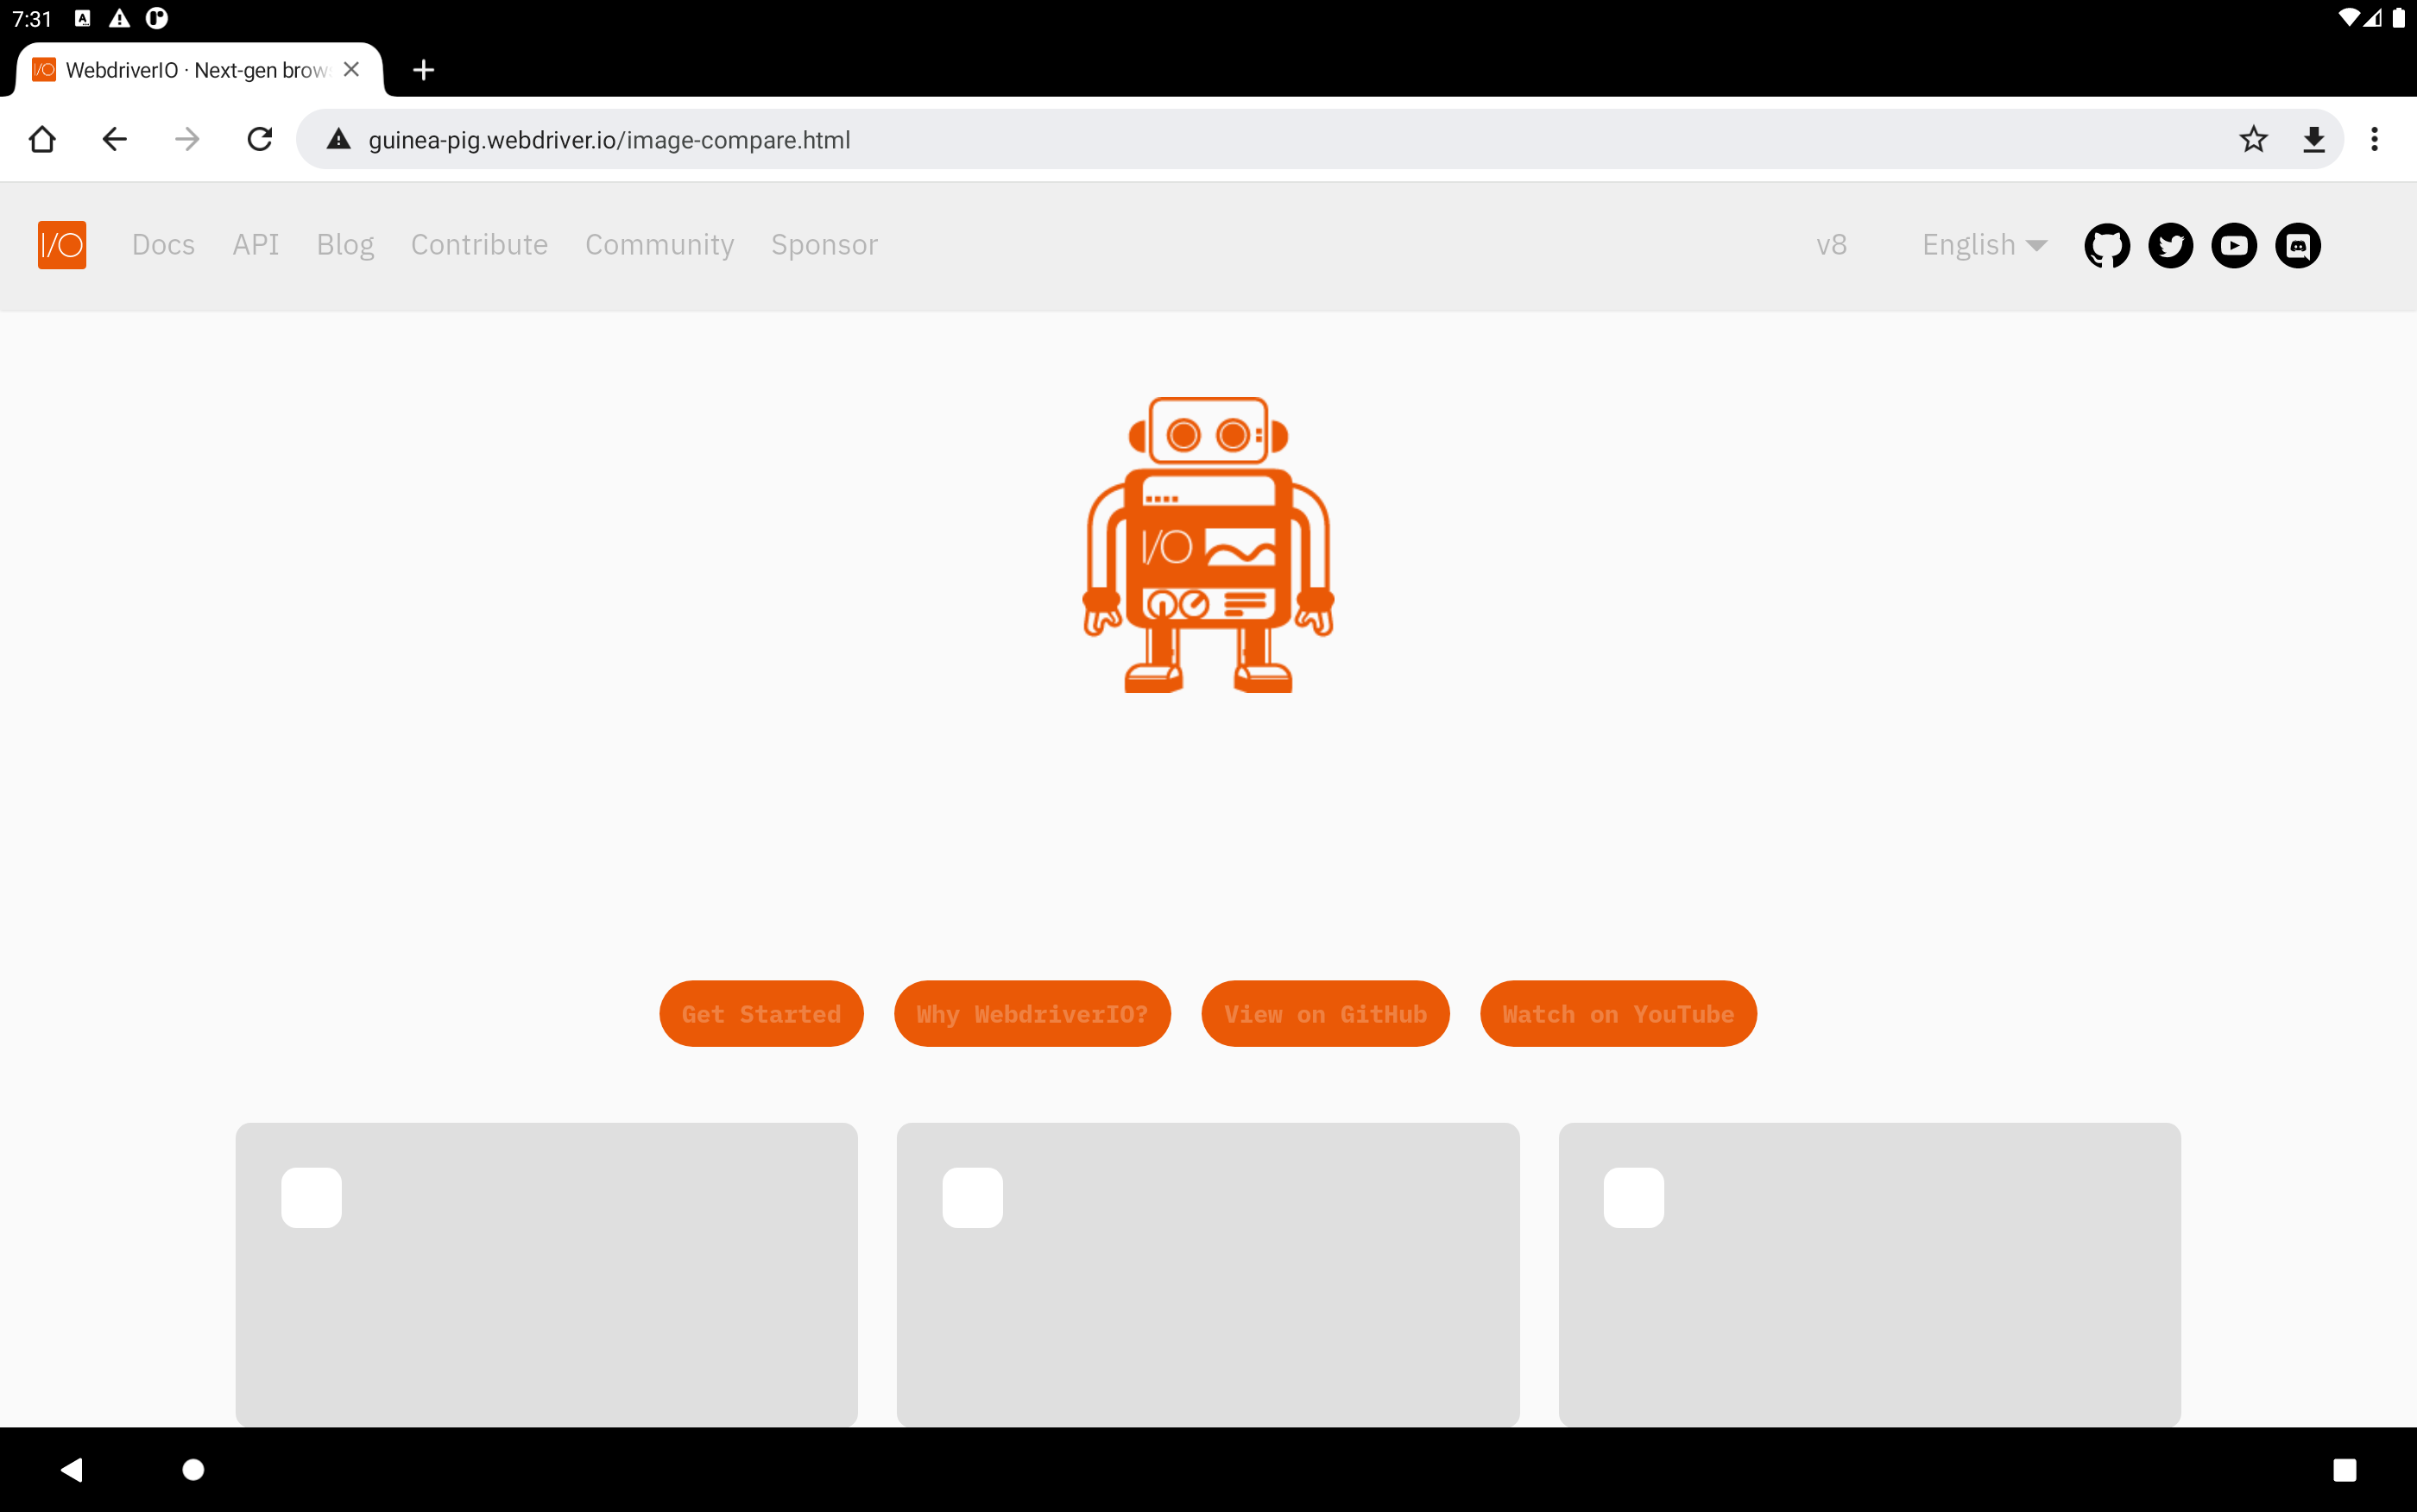 7:31
WebdriverIO · Next-gen brow
guinea-pig.webdriver.io/image-compare.html
I/O Docs API Blog Contribute Community Sponsor v8 English
I/O
Get Started Why WebdriverIO? View on GitHub Watch on YouTube